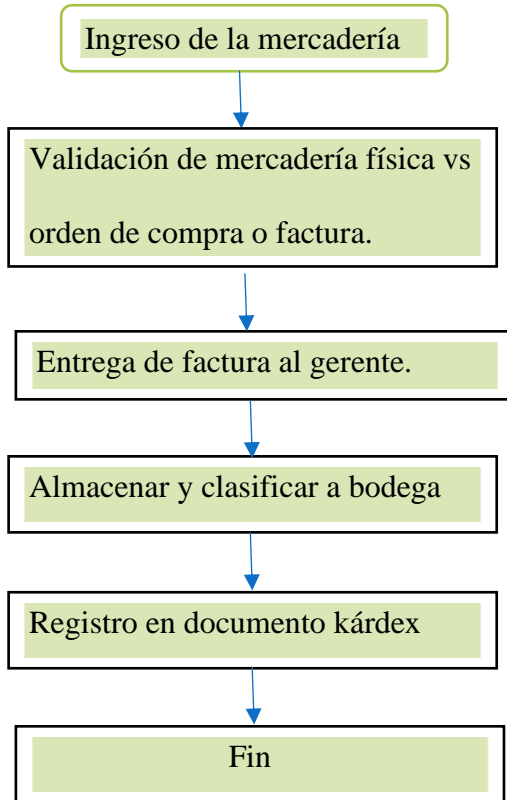 Ingreso de la mercadería
Validación de mercadería física vs
orden de compra o factura.
Entrega de factura al gerente.
Almacenar y clasificar a bodega
Registro en documento kárdex
Fin